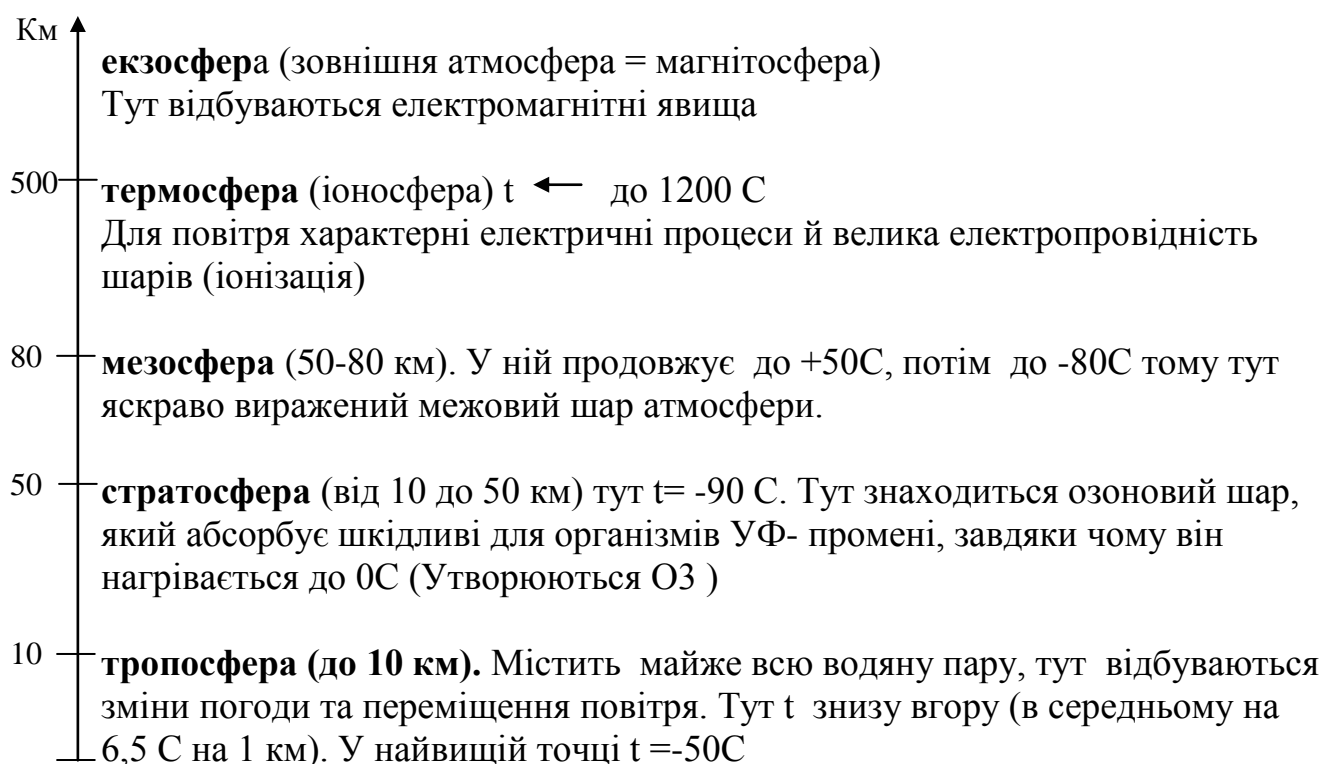 Км
екзосфера (зовнішня атмосфера = магнітосфера)
Тут відбуваються електромагнітні явища
500 термосфера (іоносфера) t ← до 1200 С
Для повітря характерні електричні процеси й велика електропровідність
шарів (іонізація)
80 мезосфера (50-80 км). У ній продовжує до +50С, потім до -80С тому тут
яскраво виражений межовий шар атмосфери.
50 стратосфера (від 10 до 50 км) тут t= -90 С. Тут знаходиться озоновий шар,
який абсорбує шкідливі для організмів УФ- промені, завдяки чому він
нагрівається до 0С (Утворюються О3 )
10 тропосфера (до 10 км). Містить майже всю водяну пару, тут відбуваються
зміни погоди та переміщення повітря. Тут t знизу вгору (в середньому на
6,5 С на 1 км). У найвищій точці t =-50С